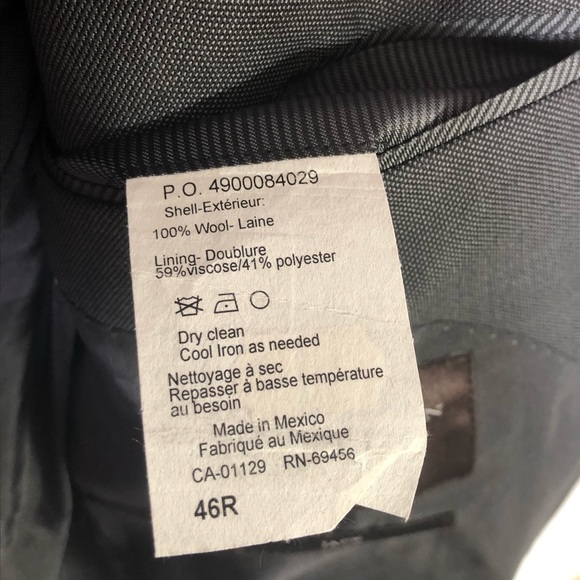 P.O. 4900084029
Shell-Extérieur:
100% Wool- Laine
Lining- Doublure
59%viscose/41% polyester
Dry clean
Cool Iron as needed
Nettoyage à sec
Repasser à basse température
au besoin
Made in Mexico
Fabriqué au Mexique
CA-01129 RN-69456
46R